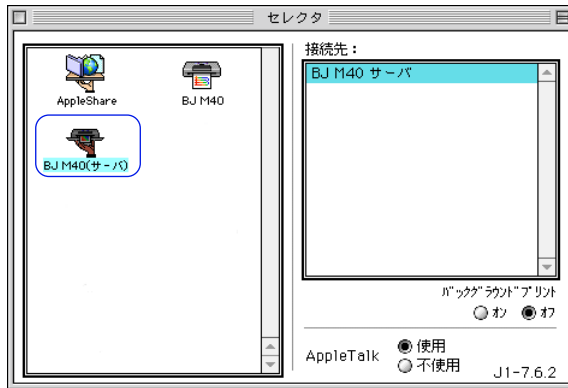 セレクタ
AppleShare
BJ M40
BJ M40(サーバ)
接続先：
BJ M40 サーバ
バックグラウンドプリント
オン
オフ
AppleTalk
使用
不使用
J1-7.6.2